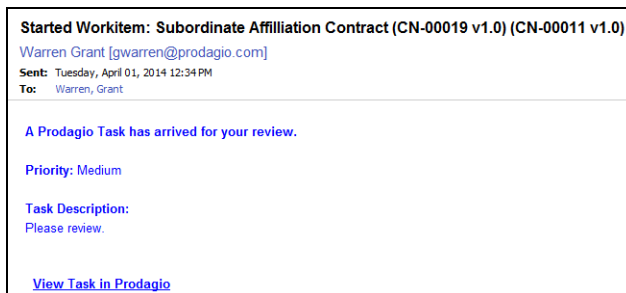 Started Workitem: Subordinate Affilliation Contract (CN-00019 v1.0) (CN-00011 v1.0)
Warren Grant [gwarren@prodagio.com]
Sent: Tuesday, April 01, 2014 12:34 PM
To: Warren, Grant
A Prodagio Task has arrived for your review.
Priority: Medium
Task Description:
Please review.
View Task in Prodagio